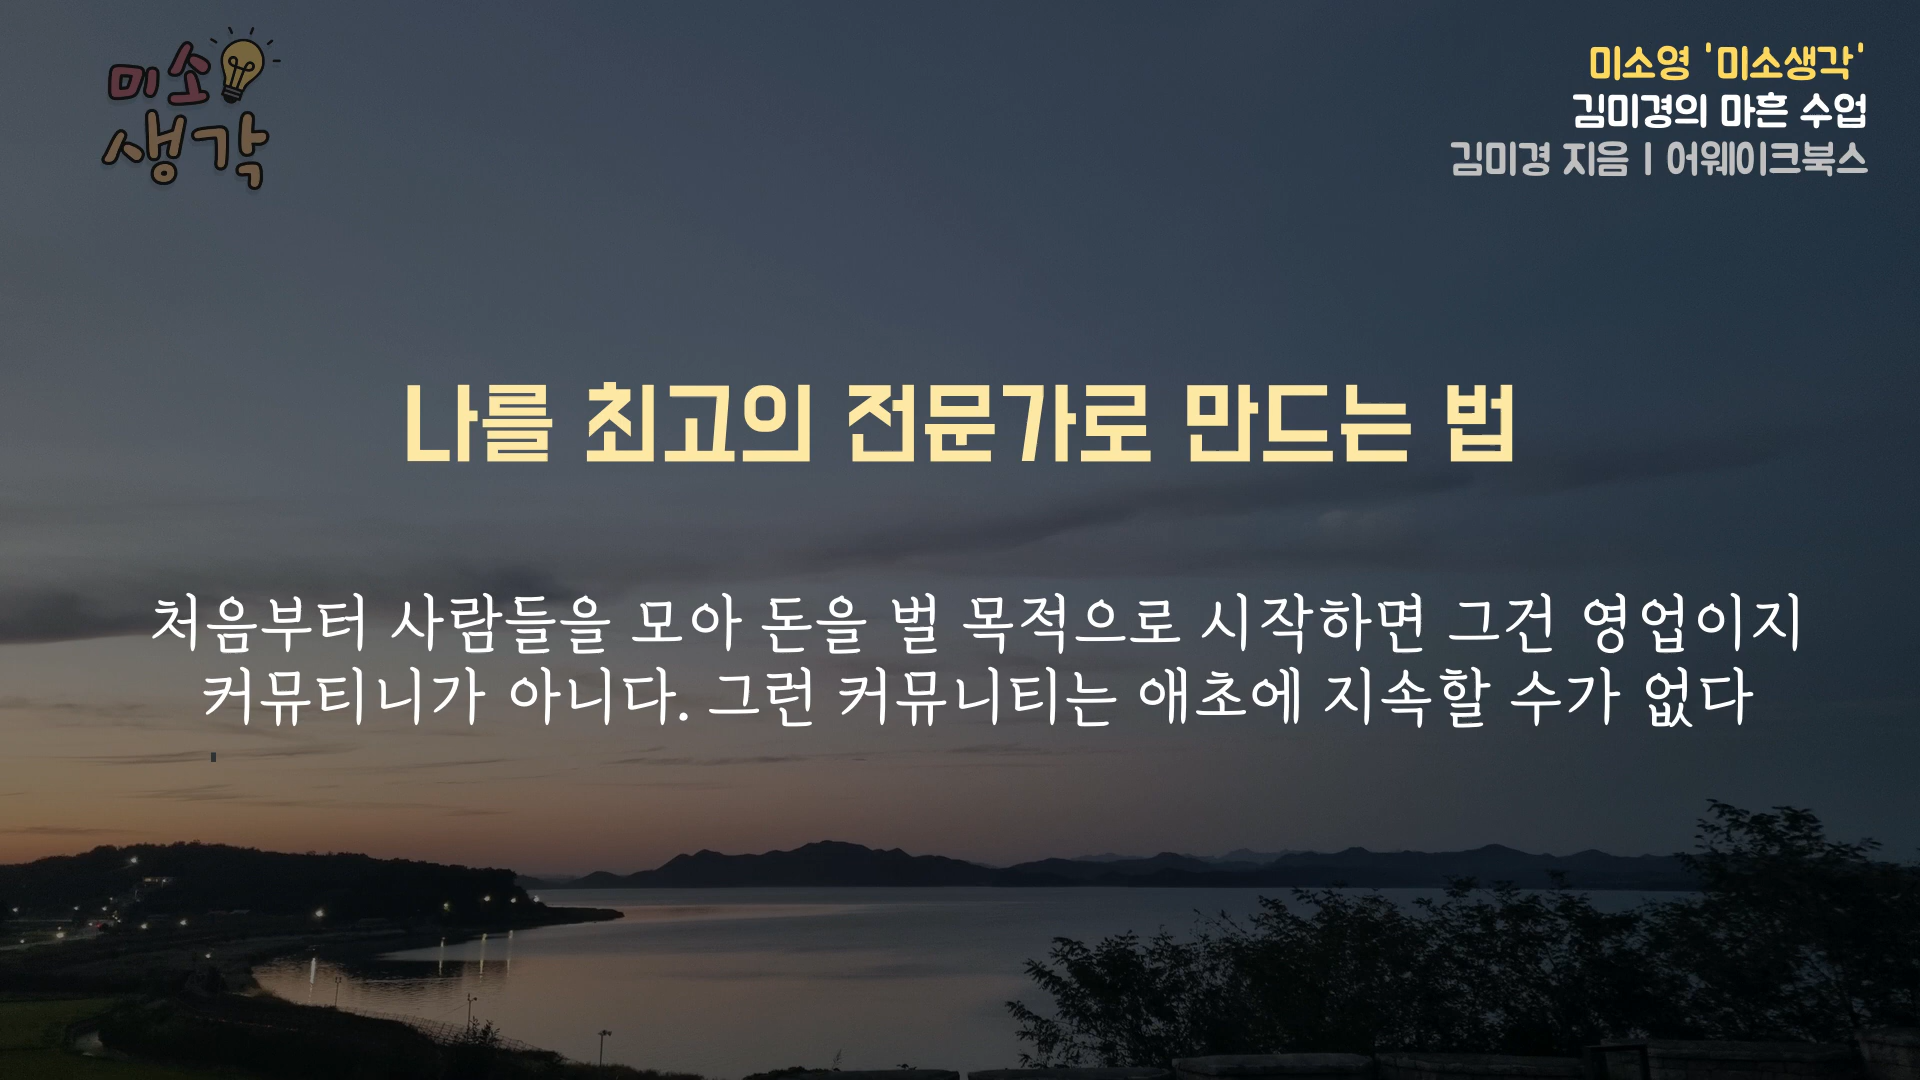 미소
생각
미소영 '미소생각'
김미경의 마흔 수업
김미경 지음 | 어웨이크북스
나를 최고의 전문가로 만드는 법
처음부터 사람들을 모아 돈을 벌 목적으로 시작하면 그건 영업이지
커뮤티니가 아니다. 그런 커뮤니티는 애초에 지속할 수가 없다